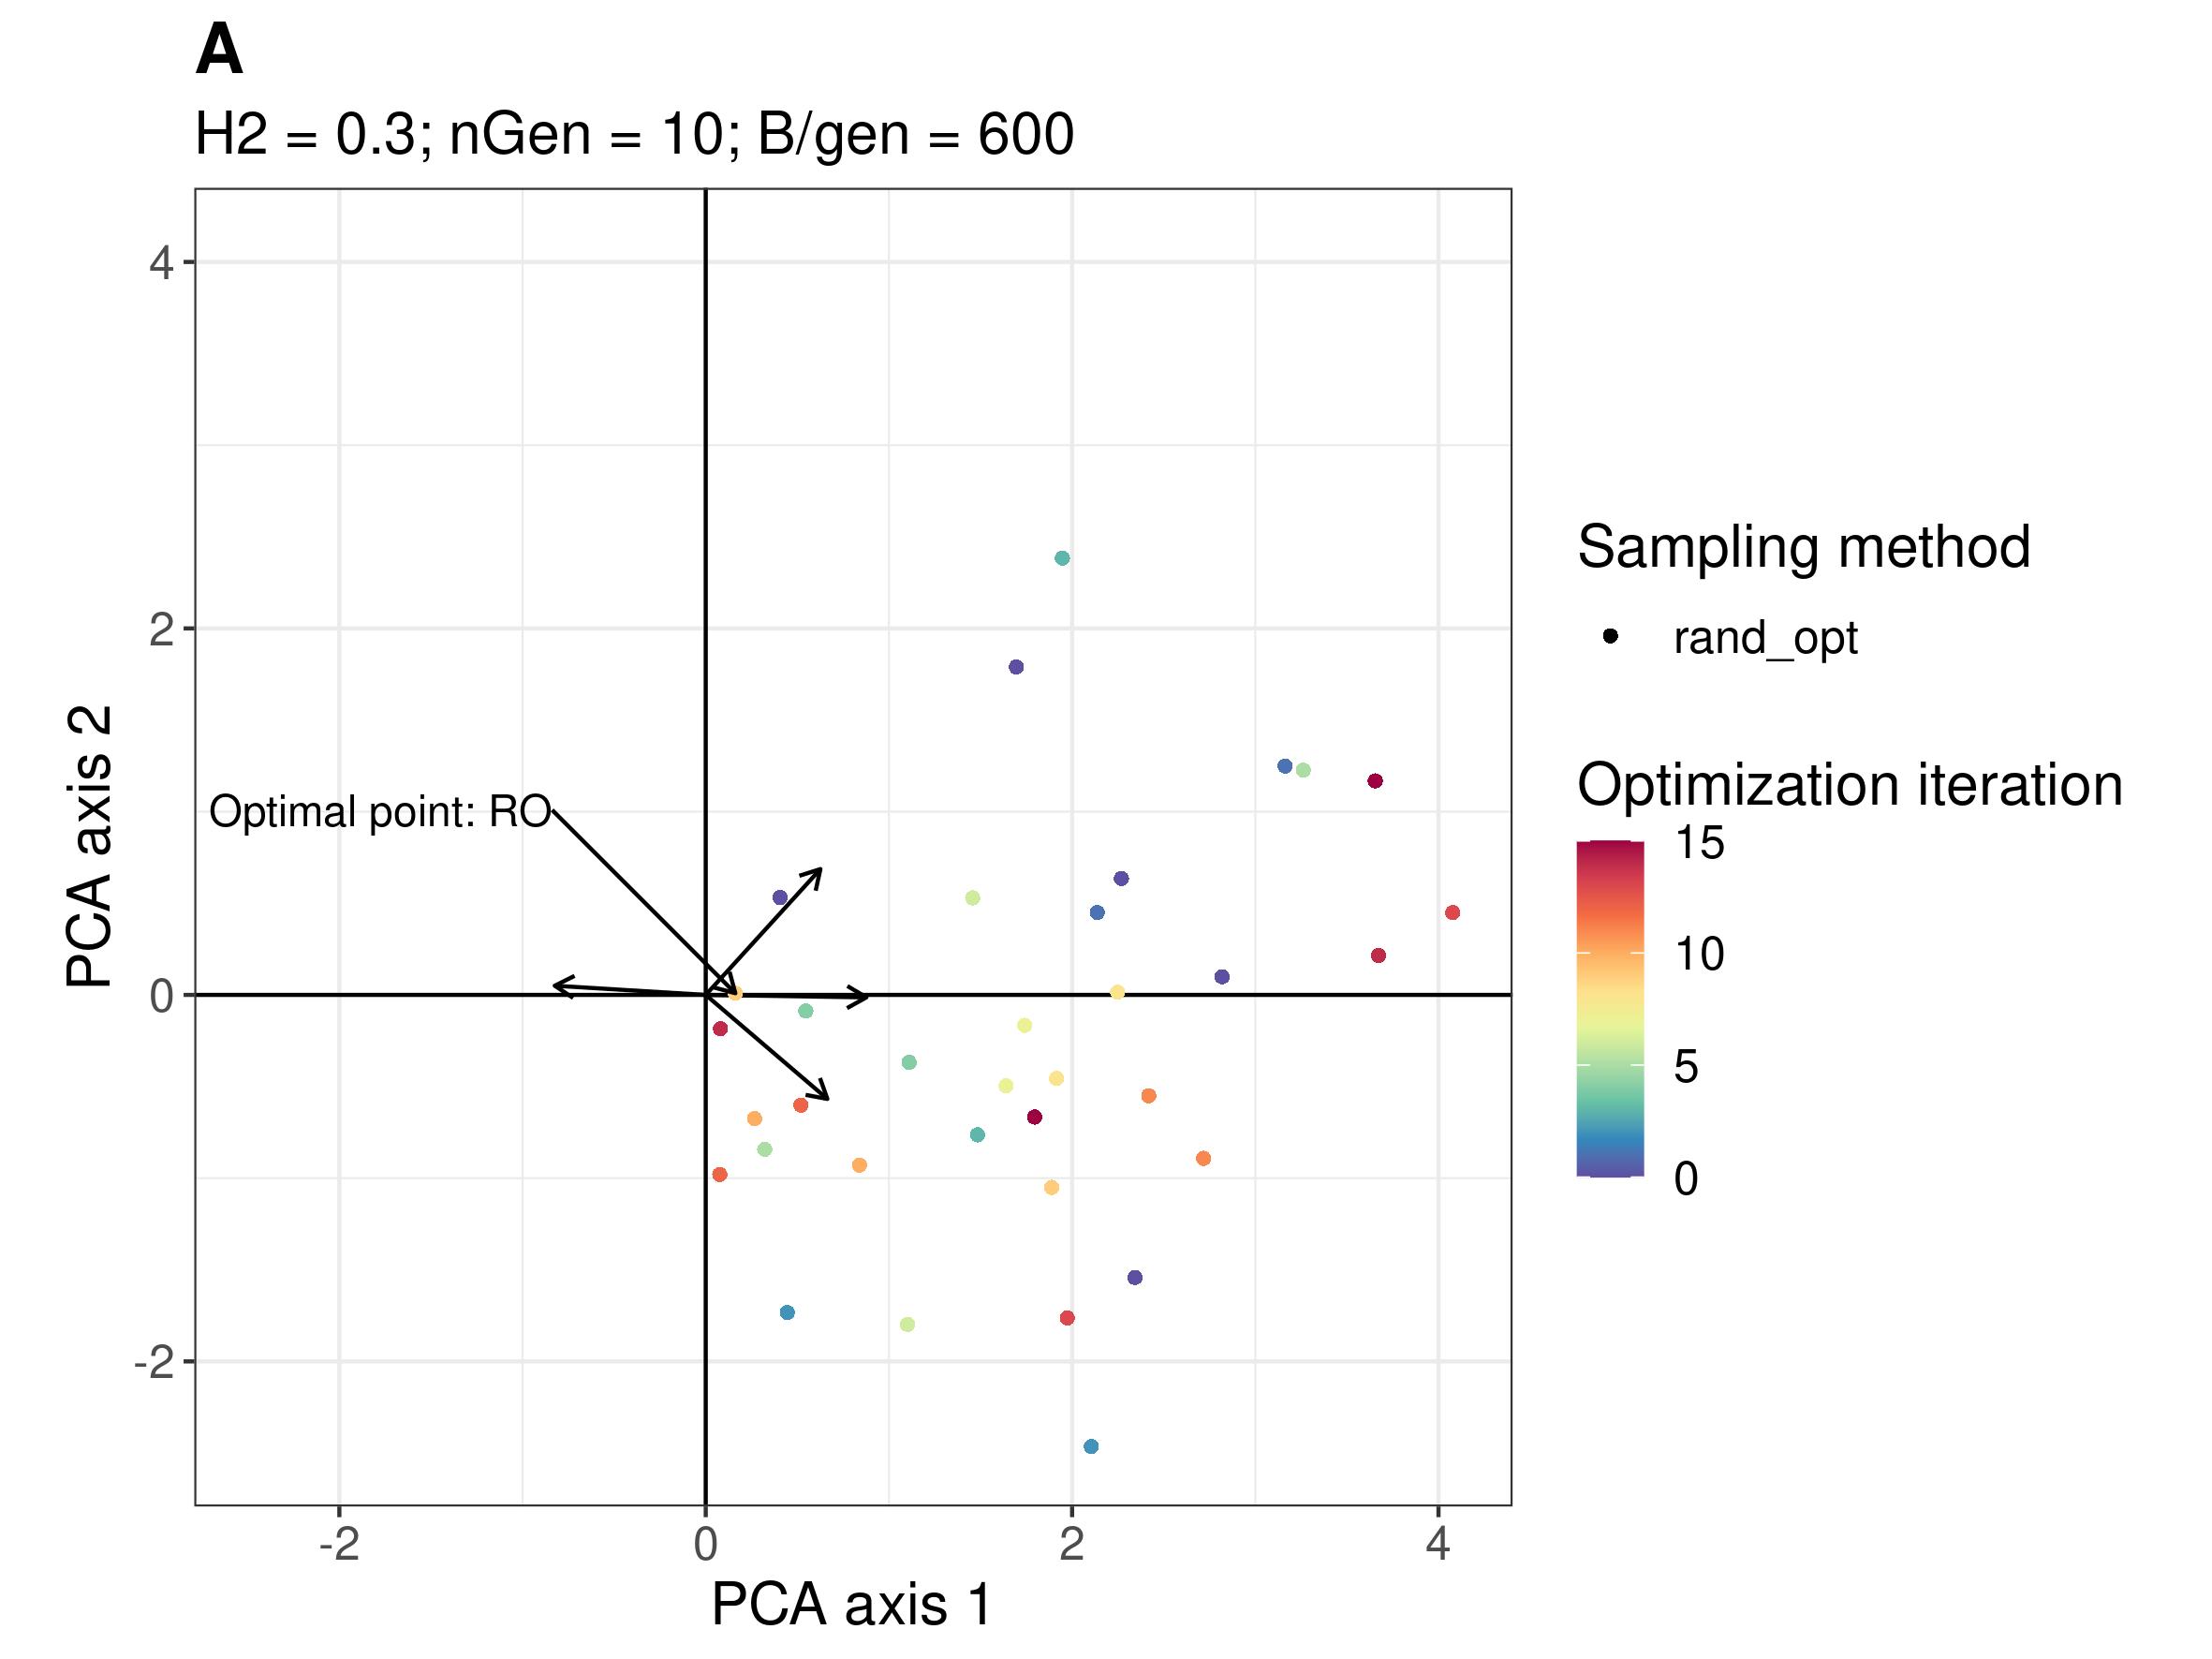 A
H2 = 0.3; nGen = 10; B/gen = 600
PCA axis 2
4
2
0
-2
Optimal point: RO
-2
0
2
4
PCA axis 1
Sampling method
rand_opt
Optimization iteration
15
10
5
0